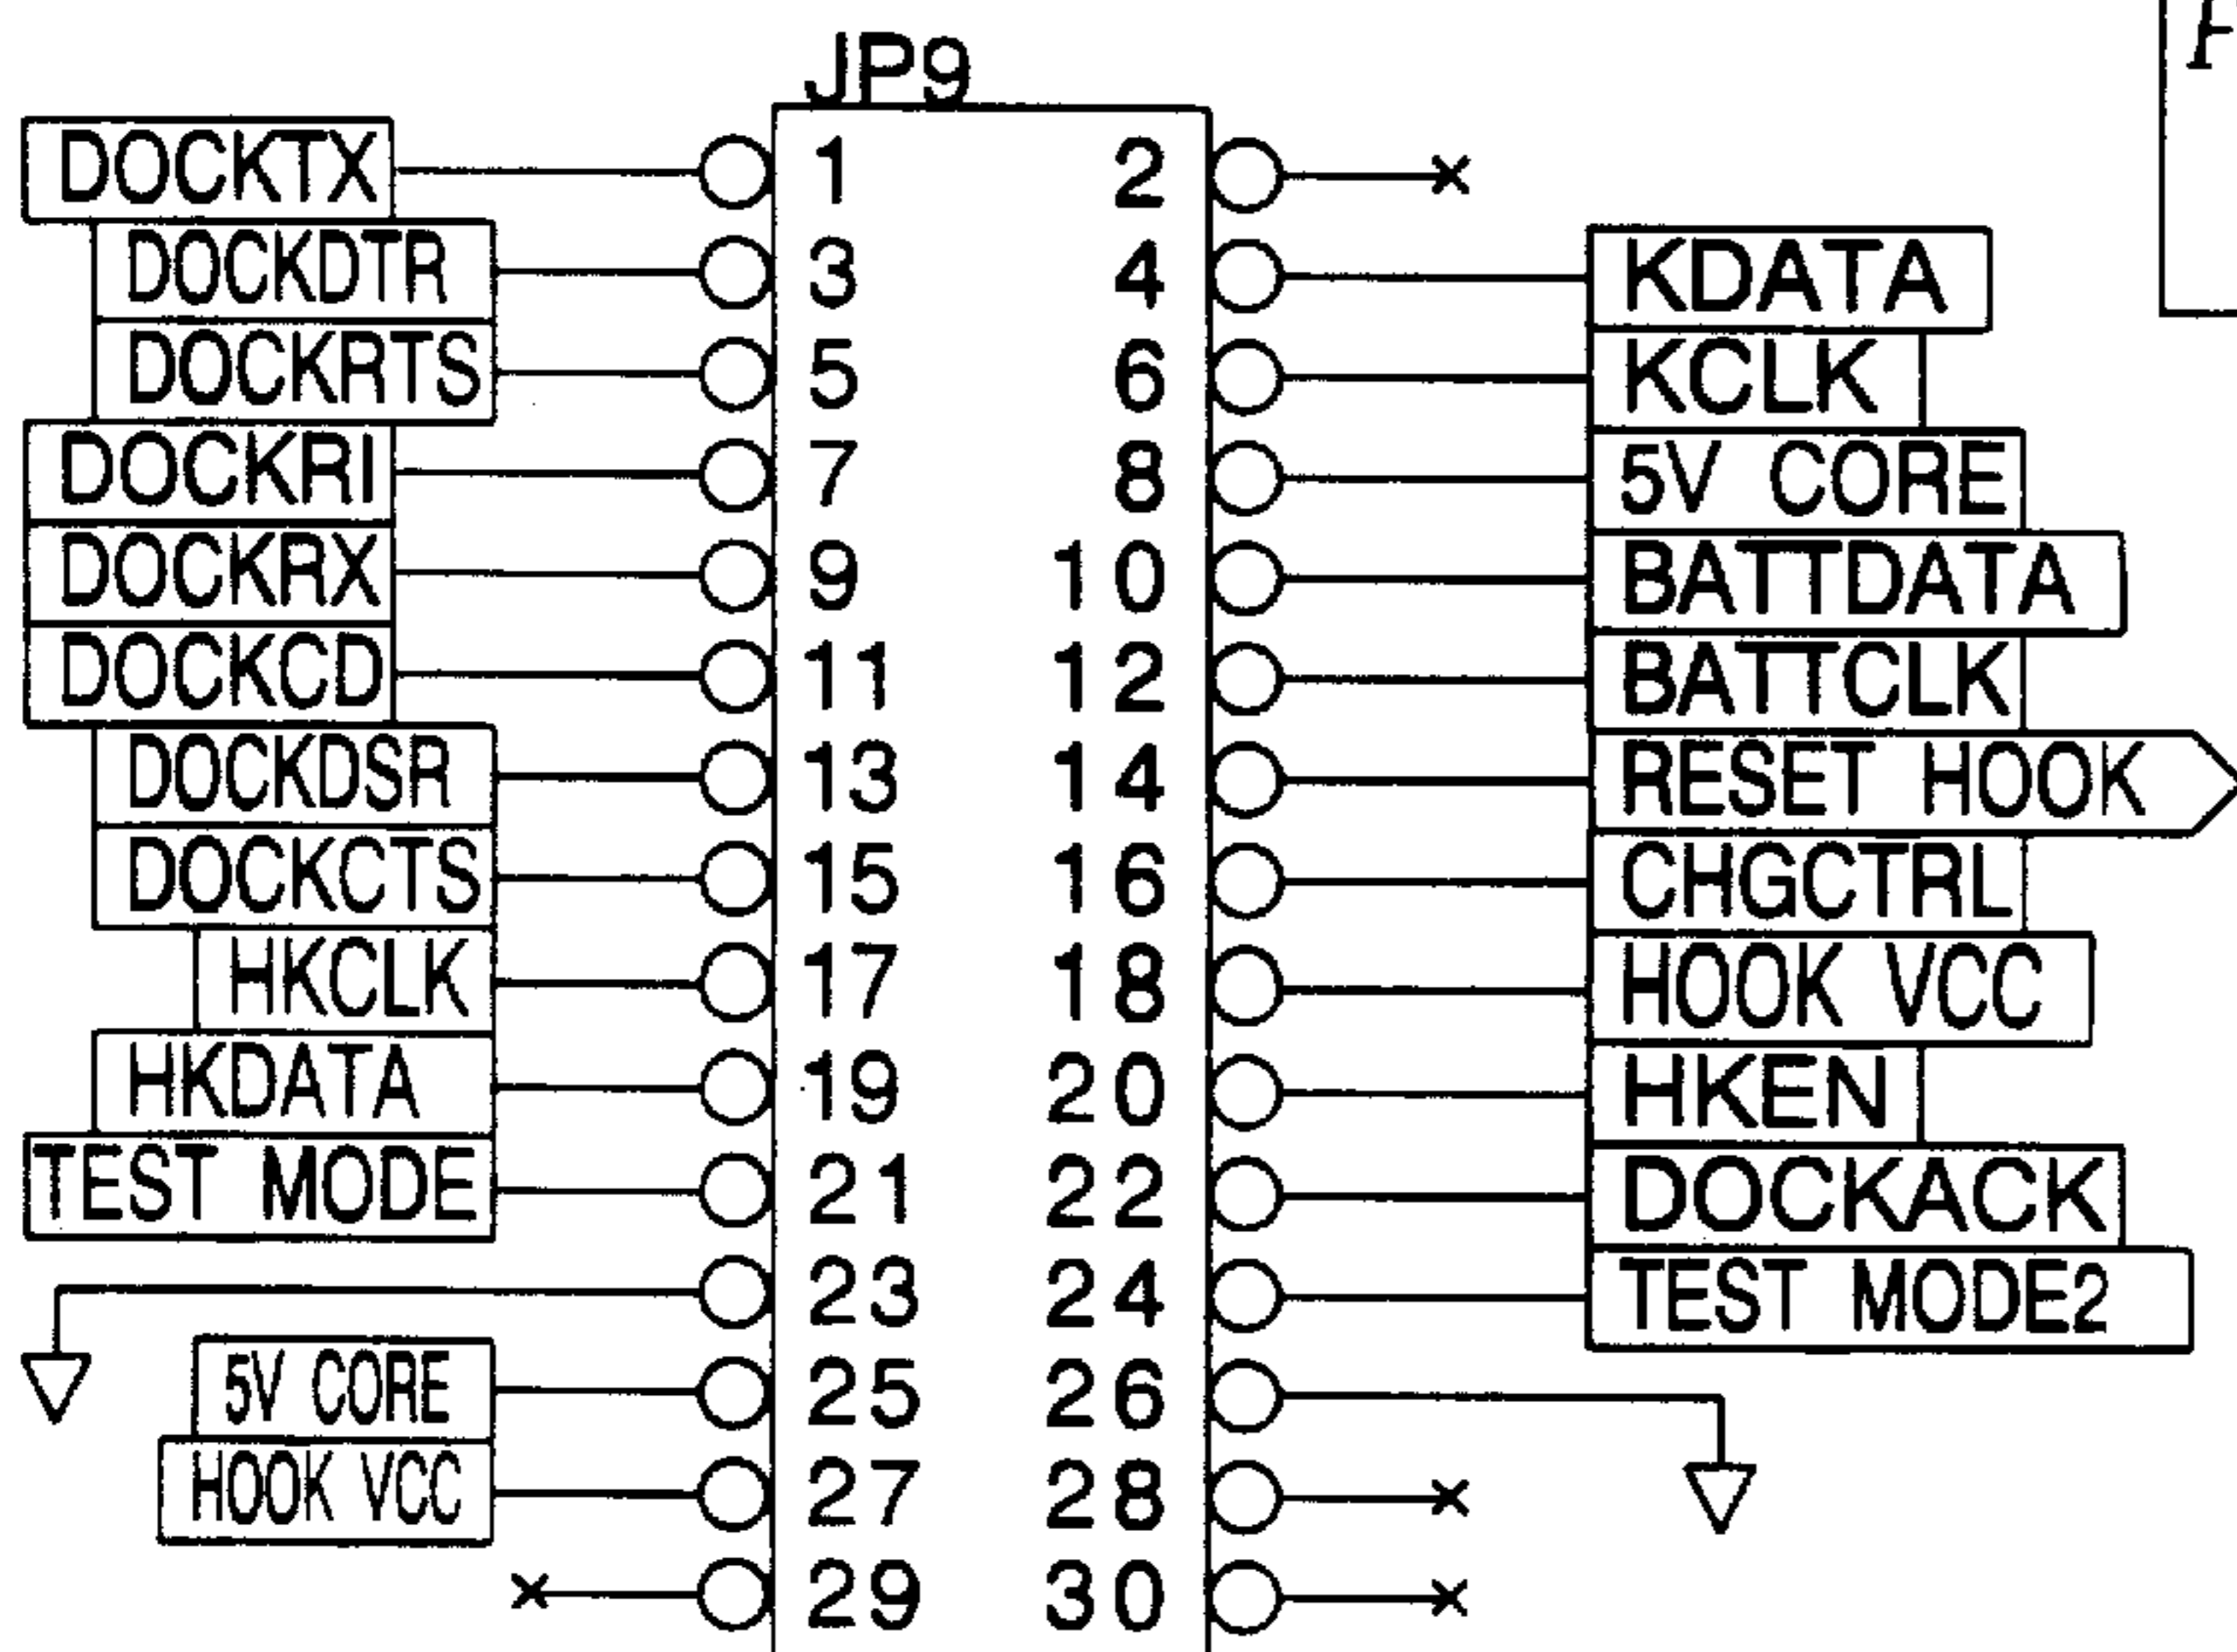 JP9
DOCKTX 1 2
DOCKDTR 3 4 KDATA
DOCKRTS 5 6 KCLK
DOCKRI 7 8 5V CORE
DOCKRX 9 10 BATTDATA
DOCKCD 11 12 BATTCLK
DOCKDSR 13 14 RESET HOOK
DOCKCTS 15 16 CHGCTRL
HKCLK 17 18 HOOK VCC
HKDATA 19 20 HKEN
TEST MODE 21 22 DOCKACK
23 24 TEST MODE2
5V CORE 25 26
HOOK VCC 27 28
29 30